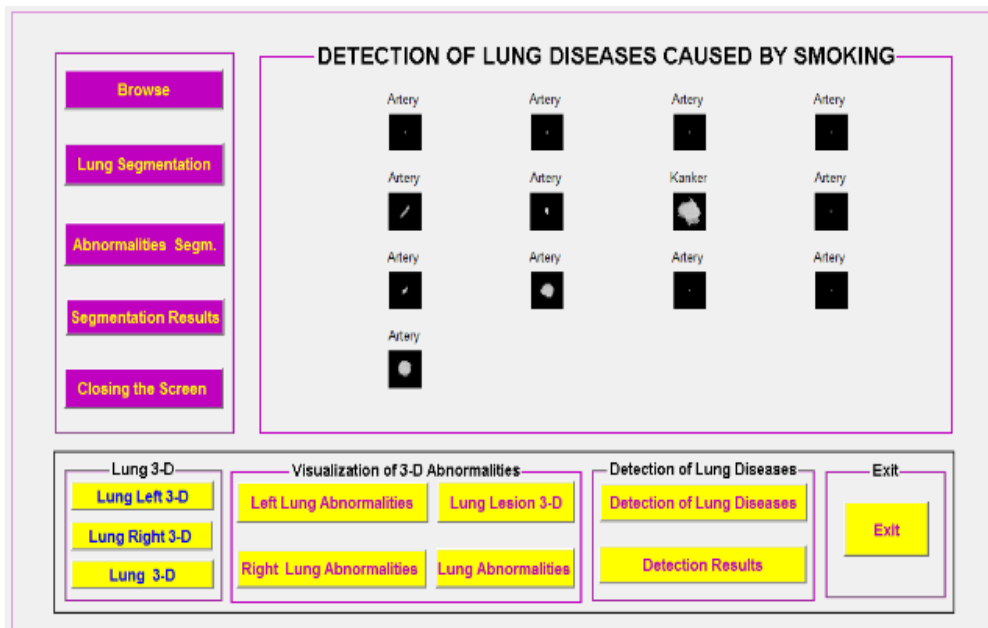 DETECTION OF LUNG DISEASES CAUSED BY SMOKING
Browse
Lung Segmentation
Abnormalities Segm.
Segmentation Results
Closing the Screen
Artery Artery Artery Artery
Artery Artery Kanker Artery
Artery Artery Artery Artery
Artery
Lung 3-D
Lung Left 3-D
Lung Right 3-D
Lung 3-D
Visualization of 3-D Abnormalities
Left Lung Abnormalities Lung Lesion 3-D
Right Lung Abnormalities Lung Abnormalities
Detection of Lung Diseases
Detection of Lung Diseases
Detection Results
Exit
Exit